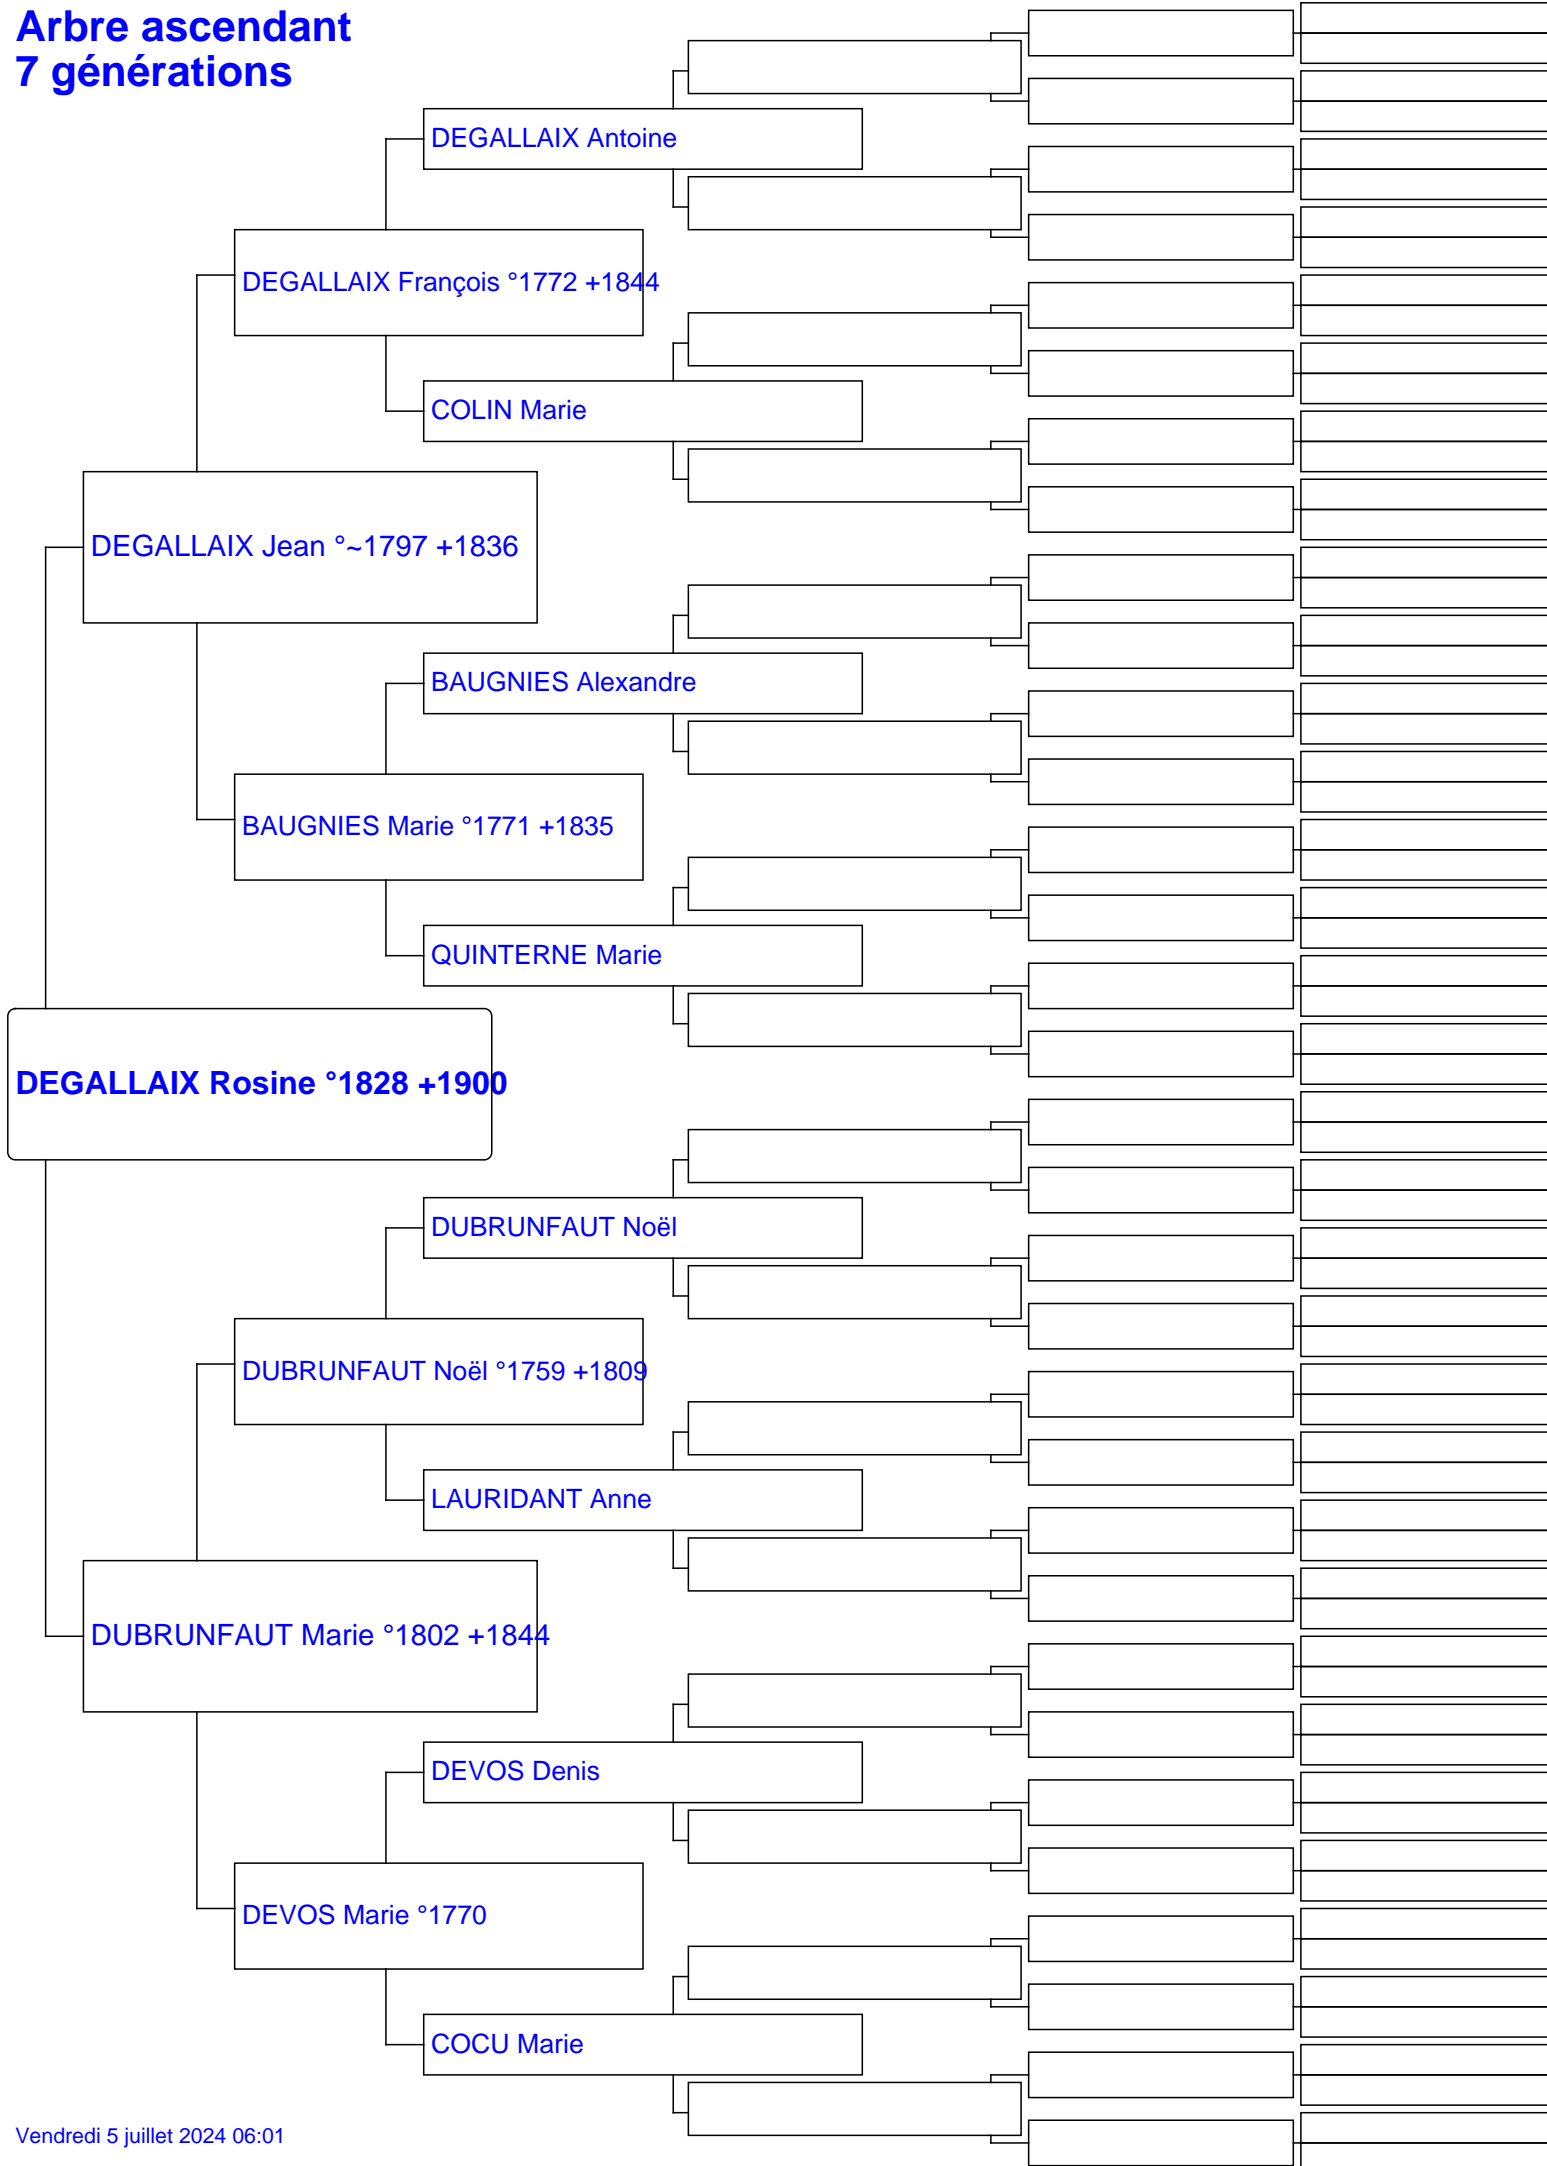 Arbre ascendant
7 générations
DEGALLAIX Antoine
DEGALLAIX François °1772 +1844
COLIN Marie
DEGALLAIX Jean °~1797 +1836
BAUGNIES Alexandre
BAUGNIES Marie °1771 +1835
QUINTERNE Marie
DEGALLAIX Rosine °1828 +1900
DUBRUNFAUT Noël
DUBRUNFAUT Noël °1759 +1809
LAURIDANT Anne
DUBRUNFAUT Marie °1802 +1844
DEVOS Denis
DEVOS Marie °1770
COCU Marie
Vendredi 5 juillet 2024 06:01